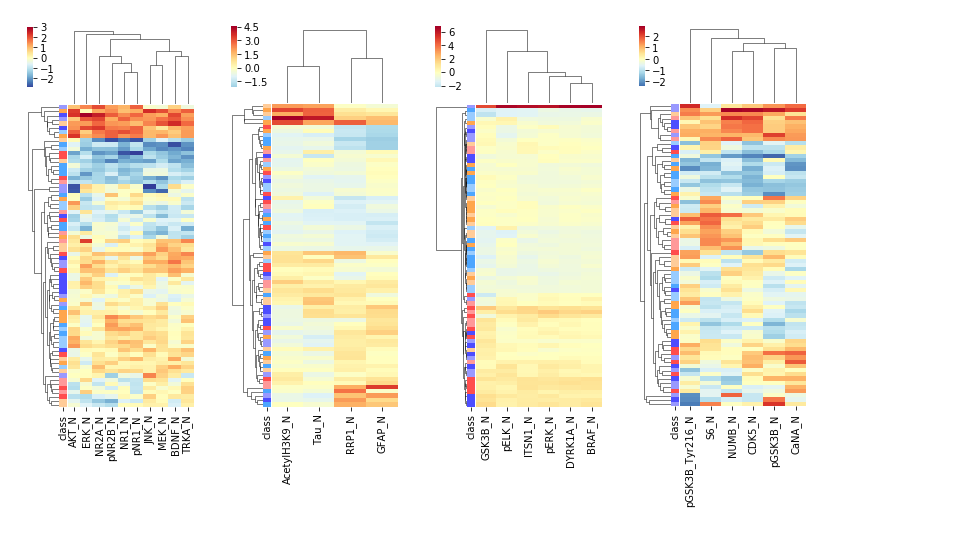 3
2
1
0
−1
−2
class
AKT_N
ERK_N
NR2A_N
pNR2B_N
NR1_N
pNR1_N
JNK_N
MEK_N
BDNF_N
TRKA_N
4.5
3.0
1.5
0.0
−1.5
class
AcetylH3K9_N
Tau_N
RRP1_N
GFAP_N
6
4
2
0
−2
class
GSK3B_N
pELK_N
ITSN1_N
pERK_N
DYRK1A_N
BRAF_N
2
1
0
−1
−2
class
pGSK3B_Tyr216_N
S6_N
NUMB_N
CDK5_N
pGSK3B_N
CaNA_N